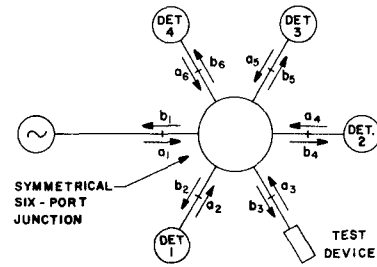 DET
4
DET
3
b6
a6
a5
b5
b1
a1
a4
b4
DET.
2
SYMMETRICAL
SIX-PORT
JUNCTION
b2
a2
a3
b3
DET
1
TEST
DEVICE